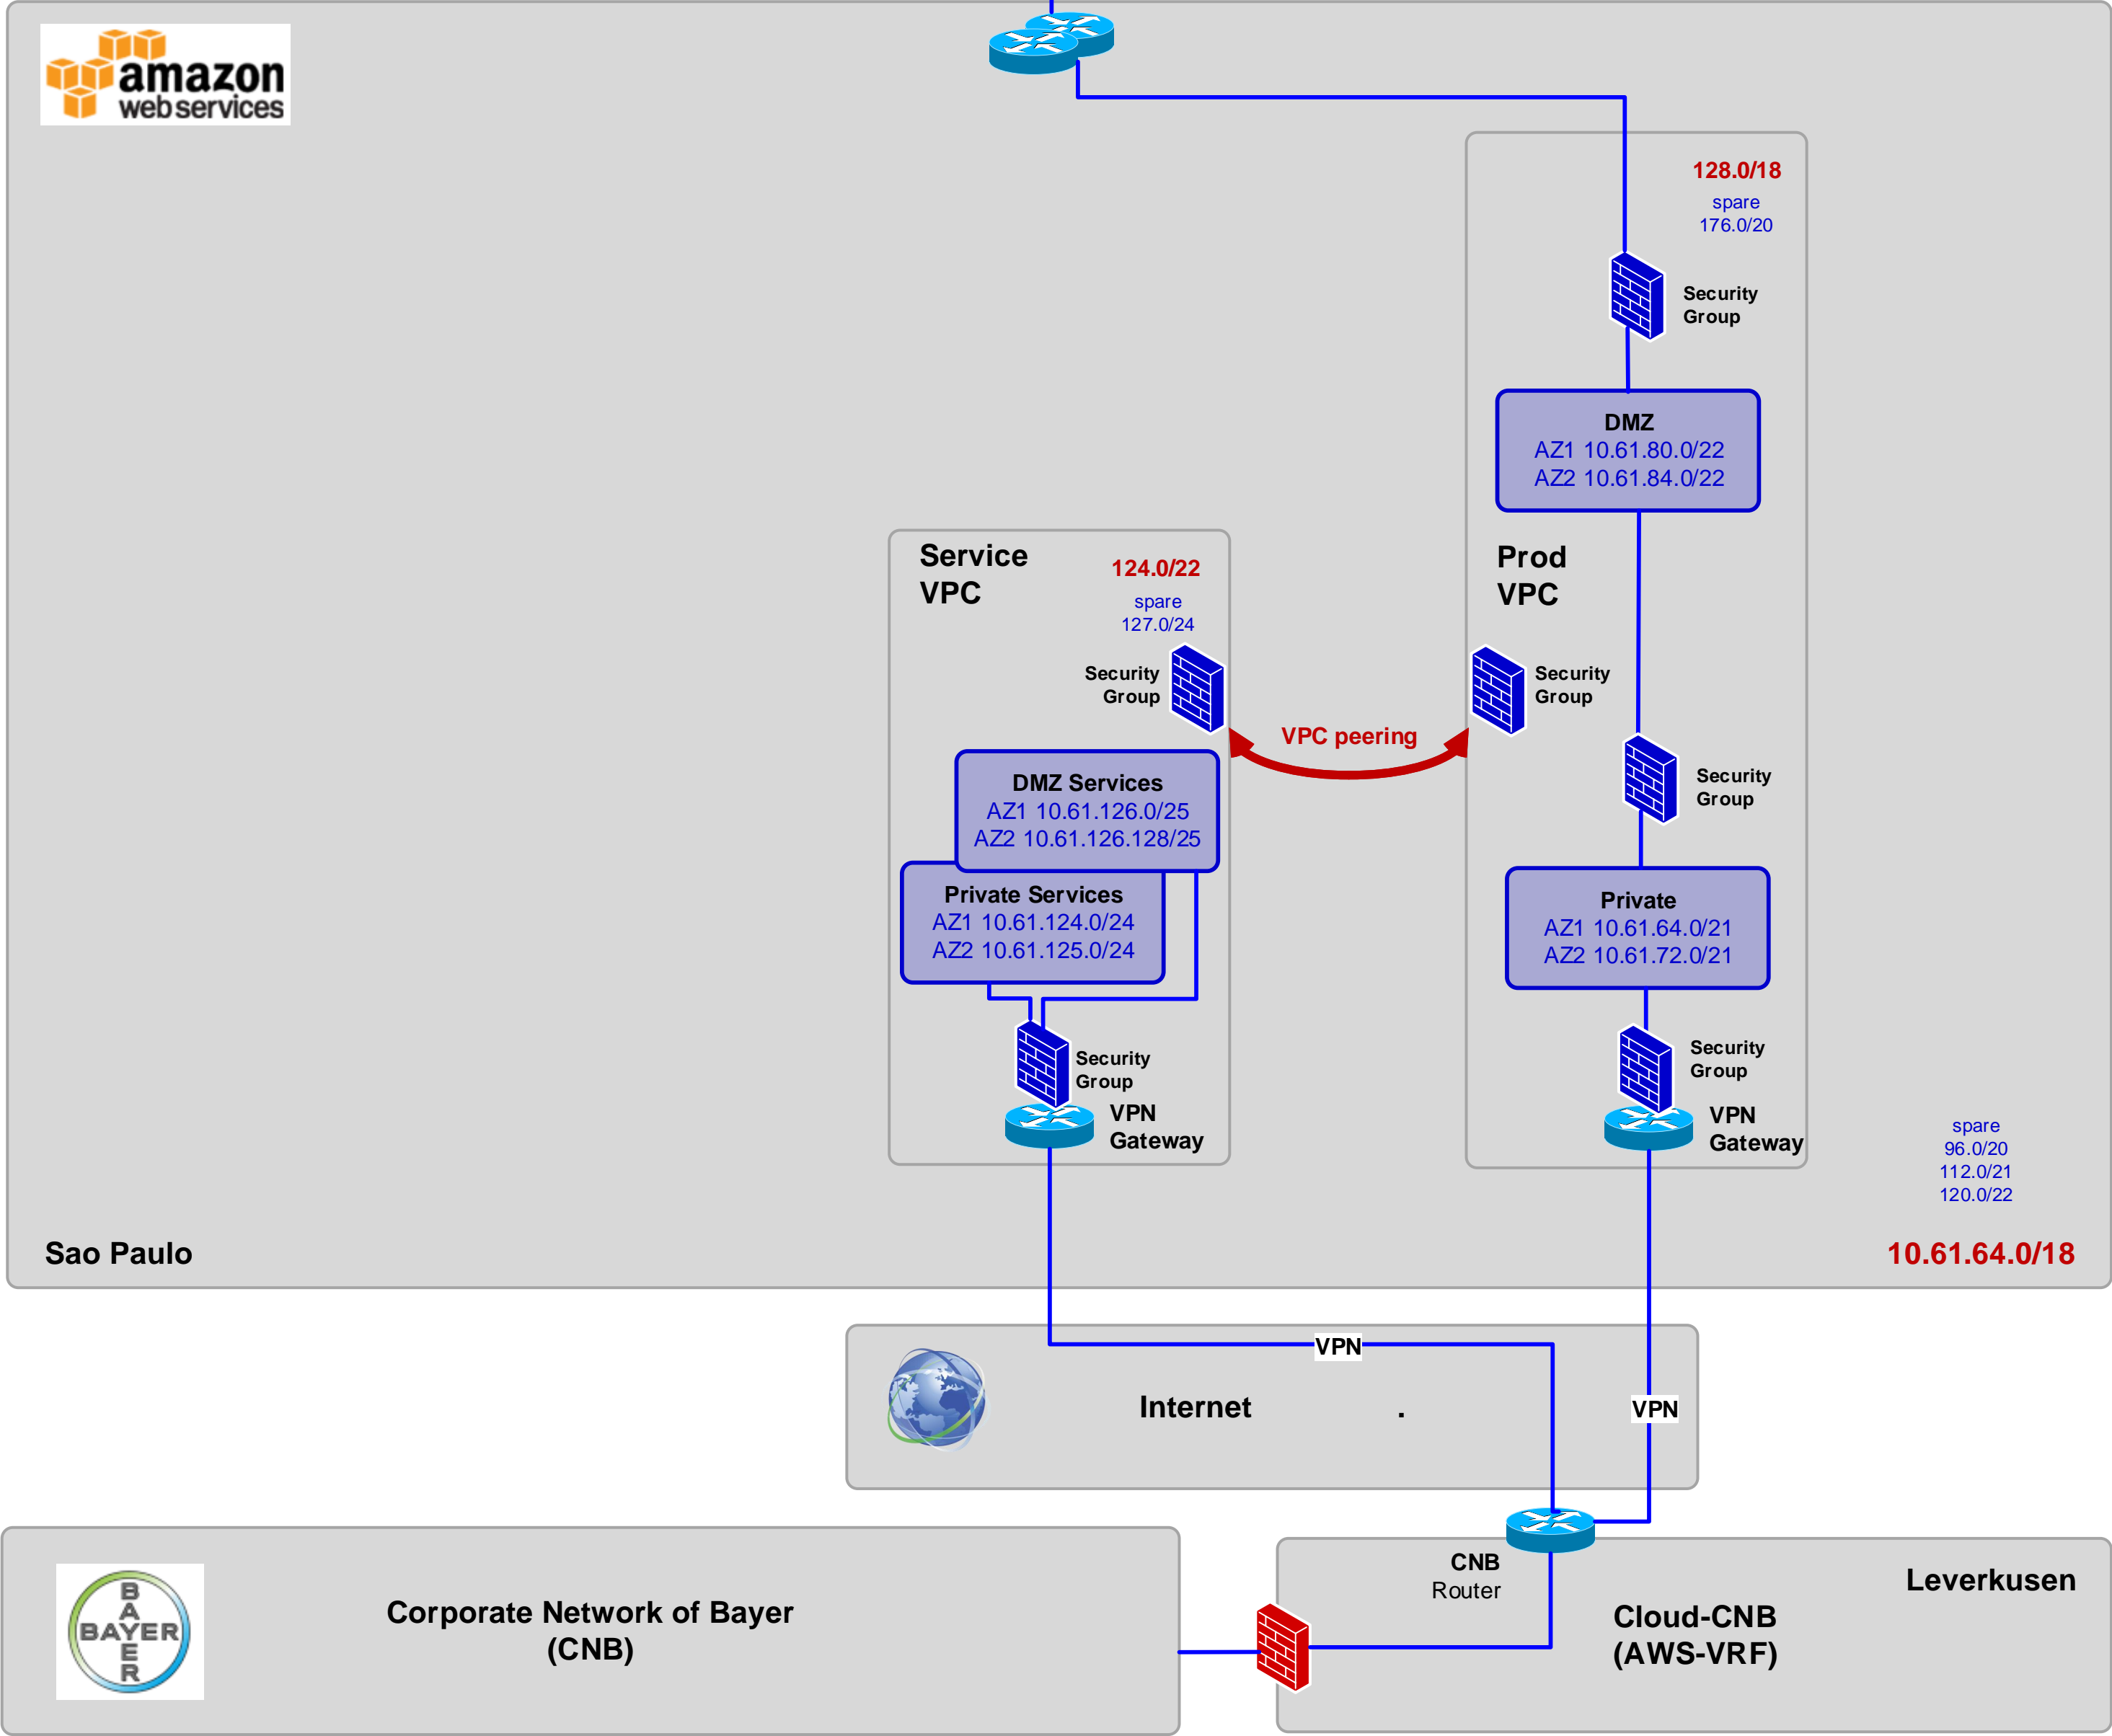 amazon
web services
128.0/18
spare
176.0/20
Security
Group
DMZ
AZ1 10.61.80.0/22
AZ2 10.61.84.0/22
Service
VPC
124.0/22
spare
127.0/24
Security
Group
Prod
VPC
Security
Group
VPC peering
Security
Group
DMZ Services
AZ1 10.61.126.0/25
AZ2 10.61.126.128/25
Private Services
AZ1 10.61.124.0/24
AZ2 10.61.125.0/24
Private
AZ1 10.61.64.0/21
AZ2 10.61.72.0/21
Security
Group
VPN
Gateway
Security
Group
VPN
Gateway
spare
96.0/20
112.0/21
120.0/22
Sao Paulo
10.61.64.0/18
VPN
Internet .
VPN
CNB
Router
Leverkusen
Cloud-CNB
(AWS-VRF)
BAYER
BAYER
Corporate Network of Bayer
(CNB)